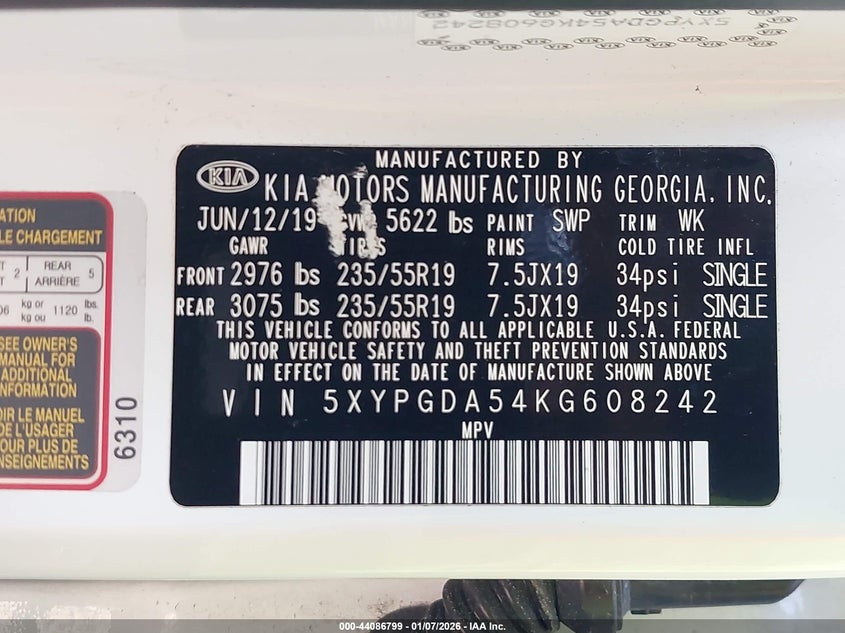 5XYPGDA54KG608242
MANUFACTURED BY
KIA KIA MOTORS MANUFACTURING GEORGIA, INC.
JUN/12/19 GVWR 5622 lbs PAINT SWP TRIM WK
GAWR TIRES RIMS COLD TIRE INFL
FRONT 2976 lbs 235/55R19 7.5JX19 34psi SINGLE
REAR 3075 lbs 235/55R19 7.5JX19 34psi SINGLE
THIS VEHICLE CONFORMS TO ALL APPLICABLE U.S.A. FEDERAL
MOTOR VEHICLE SAFETY AND THEFT PREVENTION STANDARDS
IN EFFECT ON THE DATE OF MANUFACTURE SHOWN ABOVE
VIN 5XYPGDA54KG608242
MPV
LE CHARGEMENT
2 REAR 5
ARRIÈRE
kg or 1120 lbs.
kg ou lb.
SEE OWNER'S
MANUAL FOR
ADDITIONAL
INFORMATION
LE MANUEL
DE L'USAGER
POUR PLUS DE
6310
000-44086799 - 01/07/2026 - IAA Inc.